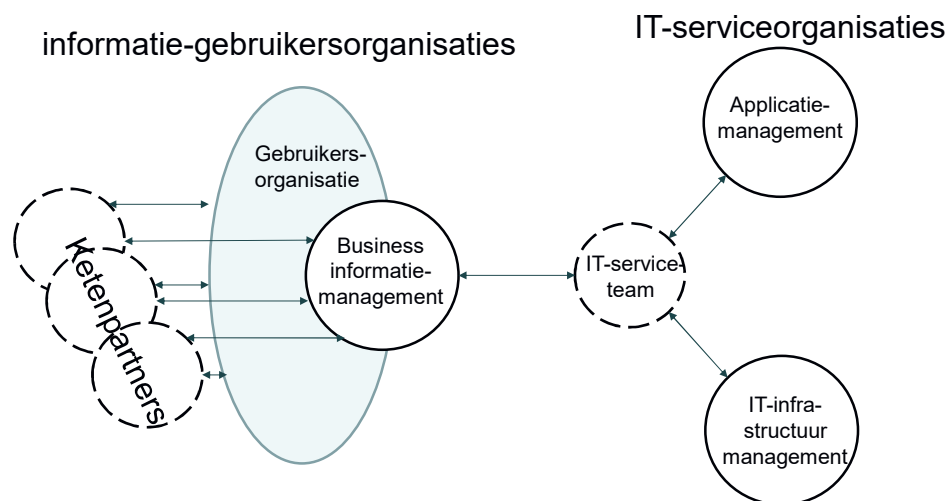 informatie-gebruikersorganisaties
IT-serviceorganisaties
Gebruikers-
organisatie
Ketenpartners
Business
informatie-
management
IT-service-
team
Applicatie-
management
IT-infra-
structuur
management